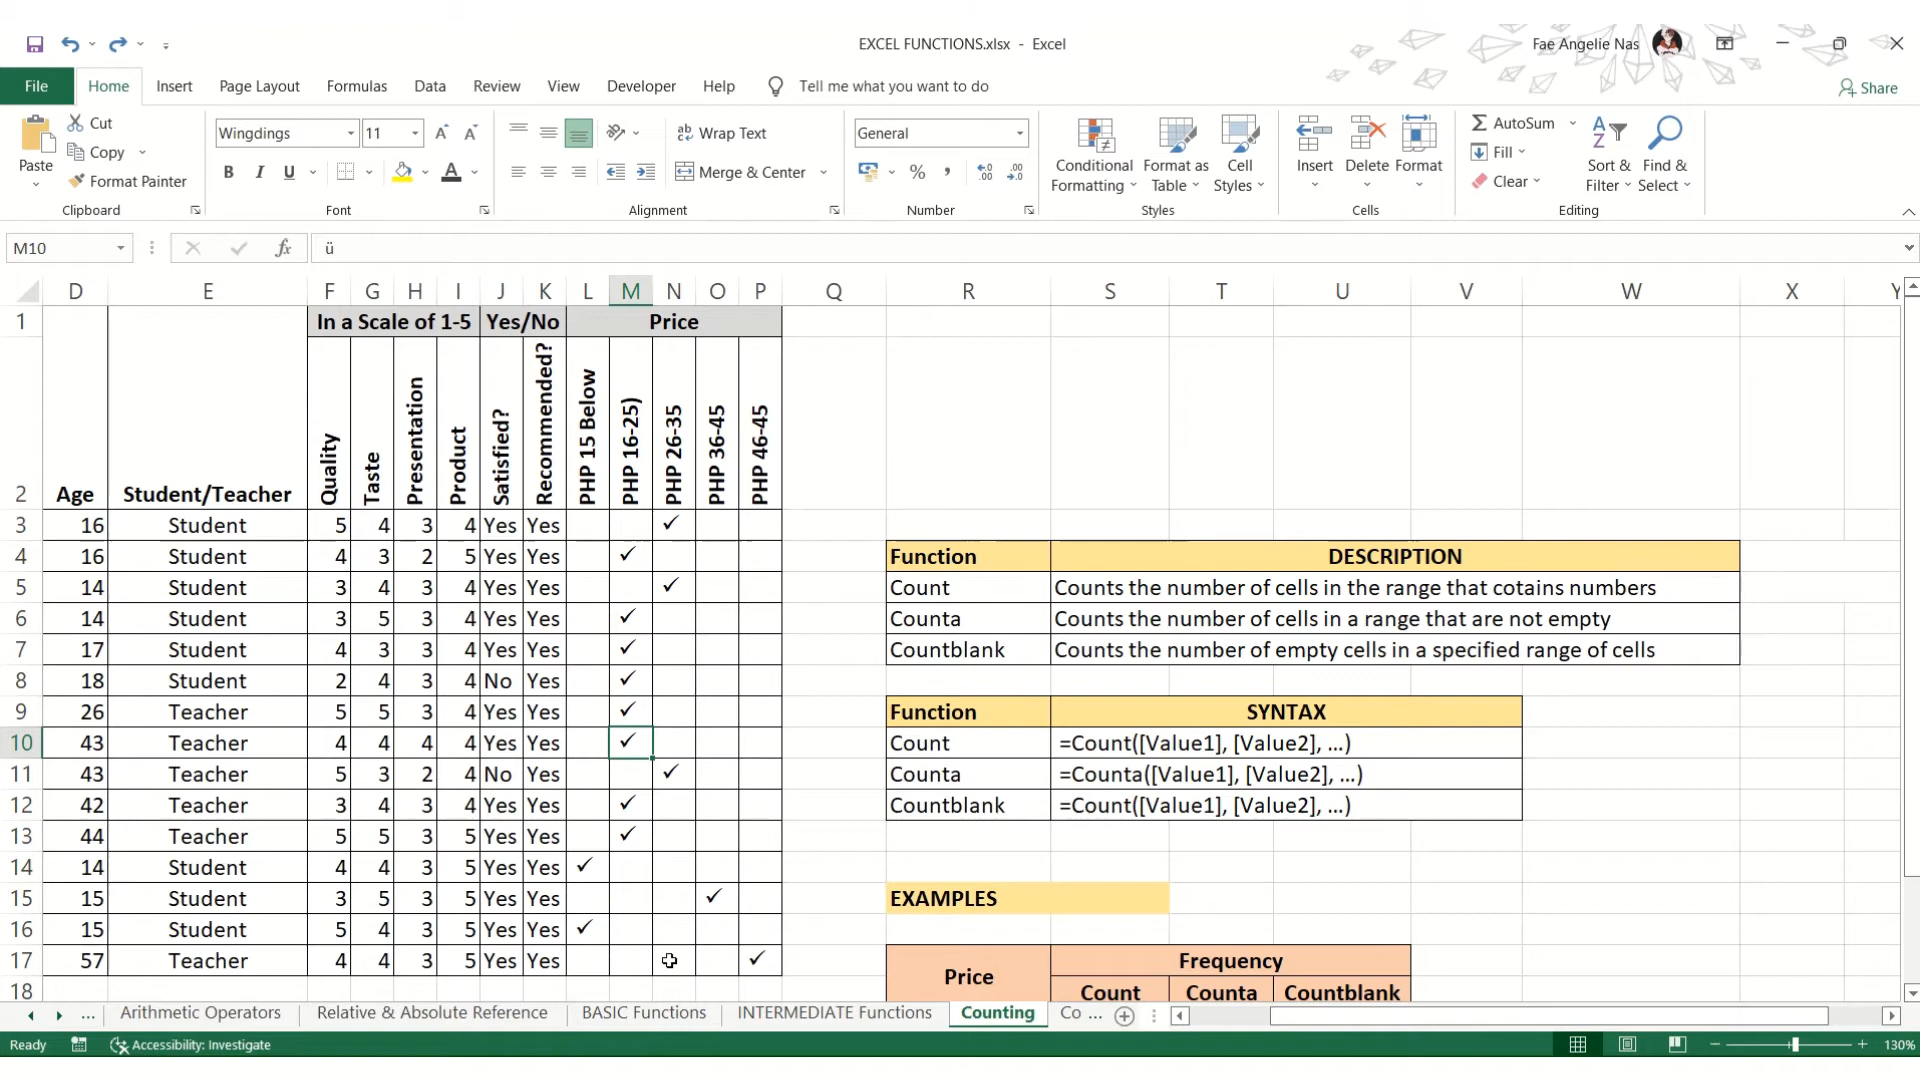 EXCEL FUNCTIONS.xlsx - Excel
Fae Angelie Nas
File Home Insert Page Layout Formulas Data Review View Developer Help Tell me what you want to do
Share
Paste
Cut
Copy
Format Painter
Clipboard
Wingdings 11
B I U
Font
Wrap Text
Merge & Center
Alignment
General
Number
Conditional Formatting
Format as Table
Cell Styles
Styles
Insert Delete Format
Cells
AutoSum
Fill
Clear
Sort & Filter
Find & Select
Editing
M10 fx ü
D E F G H I J K L M N O P Q R S T U V W X Y
1 In a Scale of 1-5 Yes/No Price
2 Age Student/Teacher Quality Taste Presentation Product Satisfied? Recommended? PHP 15 Below PHP 16-25) PHP 26-35 PHP 36-45 PHP 46-45
3 16 Student 5 4 3 4 Yes Yes ✓
4 16 Student 4 3 2 5 Yes Yes ✓ Function DESCRIPTION
5 14 Student 3 4 3 4 Yes Yes ✓ Count Counts the number of cells in the range that cotains numbers
6 14 Student 3 5 3 4 Yes Yes ✓ Counta Counts the number of cells in a range that are not empty
7 17 Student 4 3 3 4 Yes Yes ✓ Countblank Counts the number of empty cells in a specified range of cells
8 18 Student 2 4 3 4 No Yes ✓
9 26 Teacher 5 5 3 4 Yes Yes ✓ Function SYNTAX
10 43 Teacher 4 4 4 4 Yes Yes ✓ Count =Count([Value1], [Value2], ...)
11 43 Teacher 5 3 2 4 No Yes ✓ Counta =Counta([Value1], [Value2], ...)
12 42 Teacher 3 4 3 4 Yes Yes ✓ Countblank =Count([Value1], [Value2], ...)
13 44 Teacher 5 5 3 5 Yes Yes ✓
14 14 Student 4 4 3 5 Yes Yes ✓
15 15 Student 3 5 3 5 Yes Yes ✓ EXAMPLES
16 15 Student 5 4 3 5 Yes Yes ✓
17 57 Teacher 4 4 3 5 Yes Yes ✓ Price Frequency
18 Count Counta Countblank
... Arithmetic Operators Relative & Absolute Reference BASIC Functions INTERMEDIATE Functions Counting Co ...
Ready Accessibility: Investigate 130%